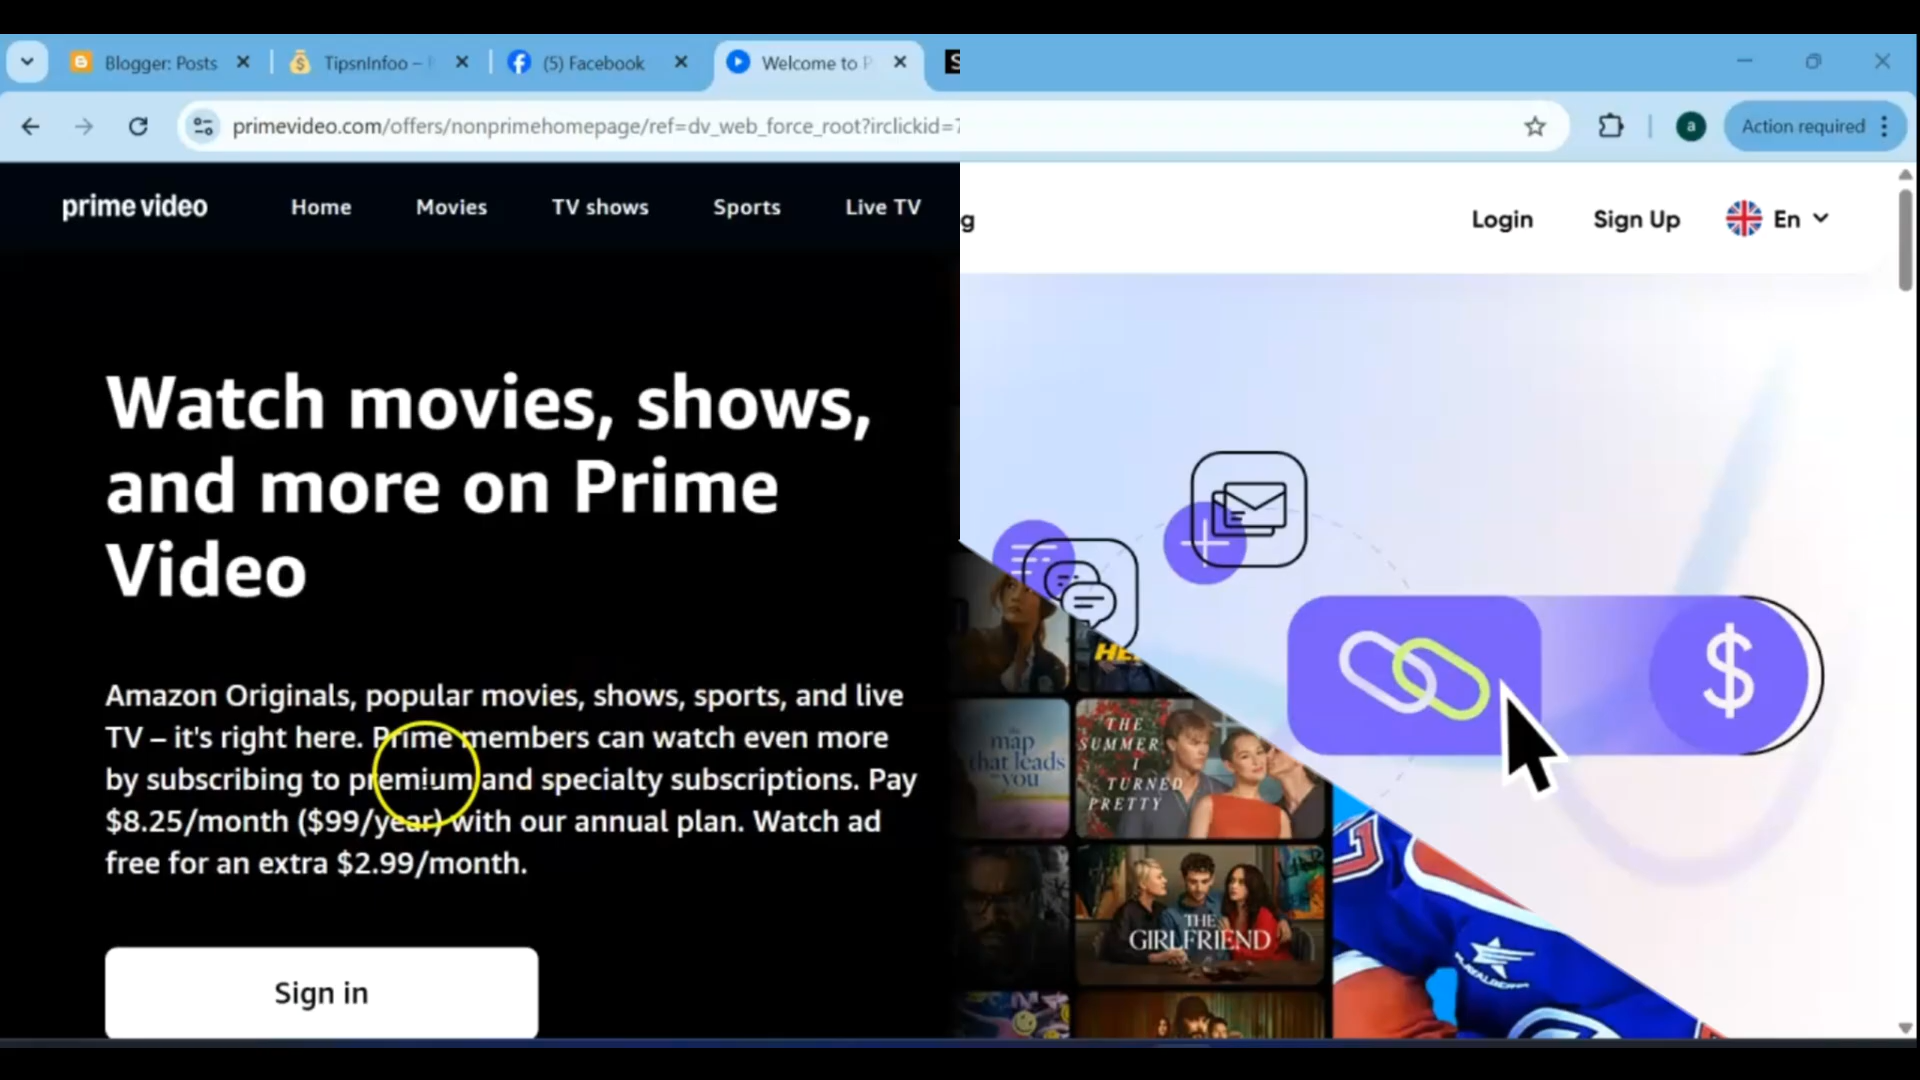 Blogger: Posts
TipsnInfoo –
(5) Facebook
Welcome to P
primevideo.com/offers/nonprimehomepage/ref=dv_web_force_root?irclickid=7
a
Action required
prime video
Home
Movies
TV shows
Sports
Live TV
g
Login
Sign Up
En
Watch movies, shows,
and more on Prime
Video
Amazon Originals, popular movies, shows, sports, and live
TV – it's right here. Prime members can watch even more
by subscribing to premium and specialty subscriptions. Pay
$8.25/month ($99/year) with our annual plan. Watch ad
free for an extra $2.99/month.
Sign in
$
HE
map
that leads
you
THE
SUMMER
I
TURNED
PRETTY
THE
GIRLFRIEND
PLAYALBERTA